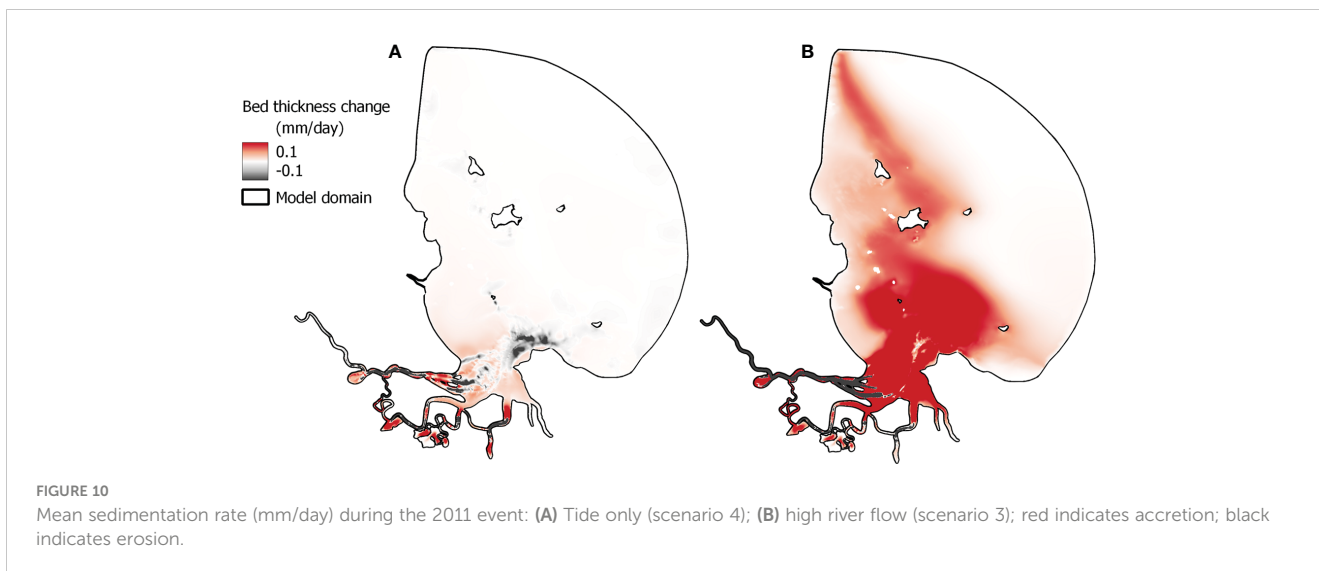 A
B
Bed thickness change
(mm/day)
0.1
-0.1
Model domain
FIGURE 10
Mean sedimentation rate (mm/day) during the 2011 event: (A) Tide only (scenario 4); (B) high river flow (scenario 3); red indicates accretion; black
indicates erosion.